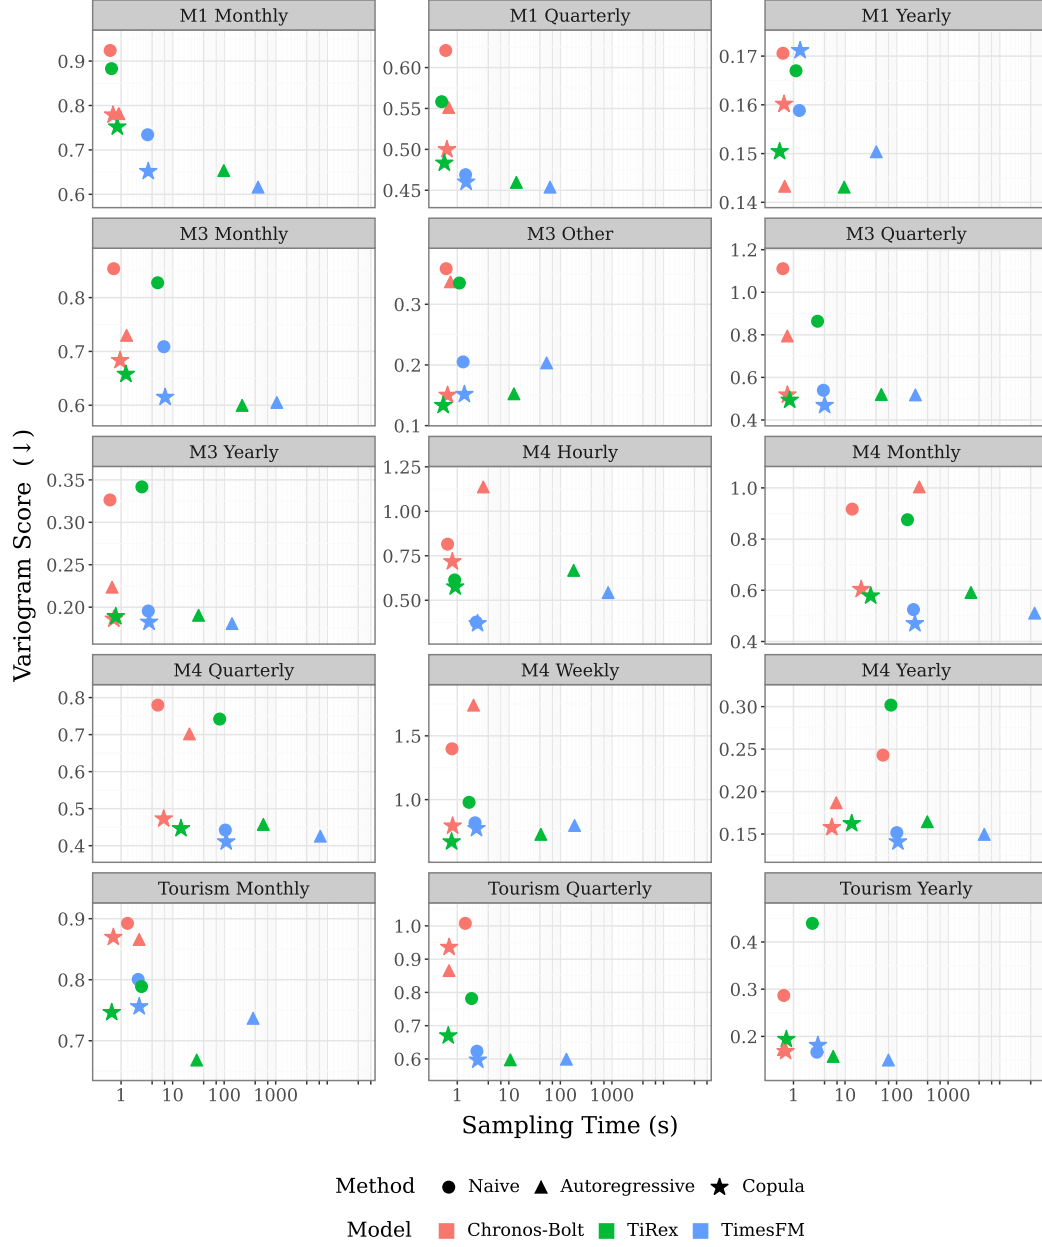 M1 Monthly M1 Quarterly M1 Yearly
0.9 0.8 0.7 0.6
0.60 0.55 0.50 0.45
0.17 0.16 0.15 0.14
M3 Monthly M3 Other M3 Quarterly
0.8 0.7 0.6
0.3 0.2 0.1
1.2 1.0 0.8 0.6 0.4
M3 Yearly M4 Hourly M4 Monthly
0.35 0.30 0.25 0.20
1.25 1.00 0.75 0.50
1.0 0.8 0.6 0.4
M4 Quarterly M4 Weekly M4 Yearly
0.8 0.7 0.6 0.5 0.4
1.5 1.0
0.30 0.25 0.20 0.15
Tourism Monthly Tourism Quarterly Tourism Yearly
0.9 0.8 0.7
1.0 0.9 0.8 0.7 0.6
0.4 0.3 0.2
1 10 100 1000 1 10 100 1000 1 10 100 1000
Variogram Score (↓)
Sampling Time (s)
Method Naive Autoregressive Copula
Model Chronos-Bolt TiRex TimesFM